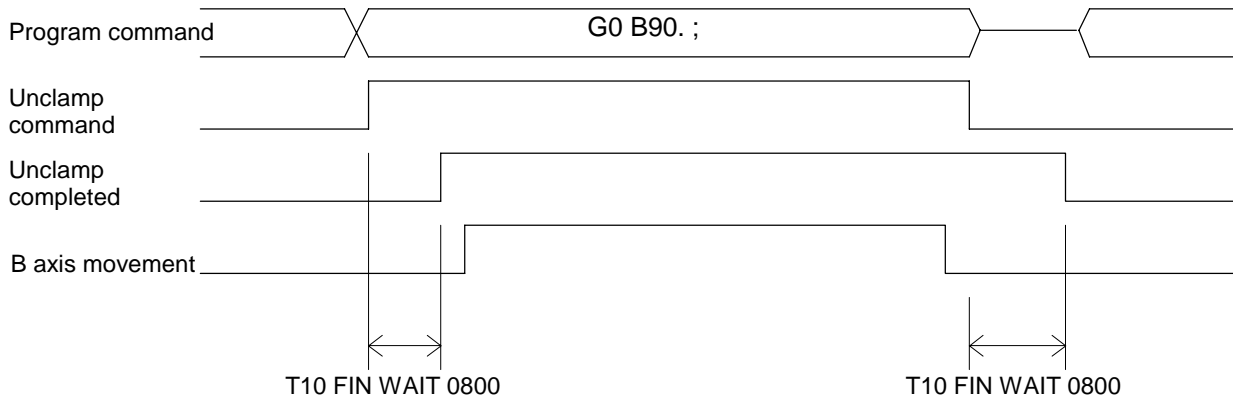 Program command
G0 B90. ;
Unclamp
command
Unclamp
completed
B axis movement
T10 FIN WAIT 0800
T10 FIN WAIT 0800